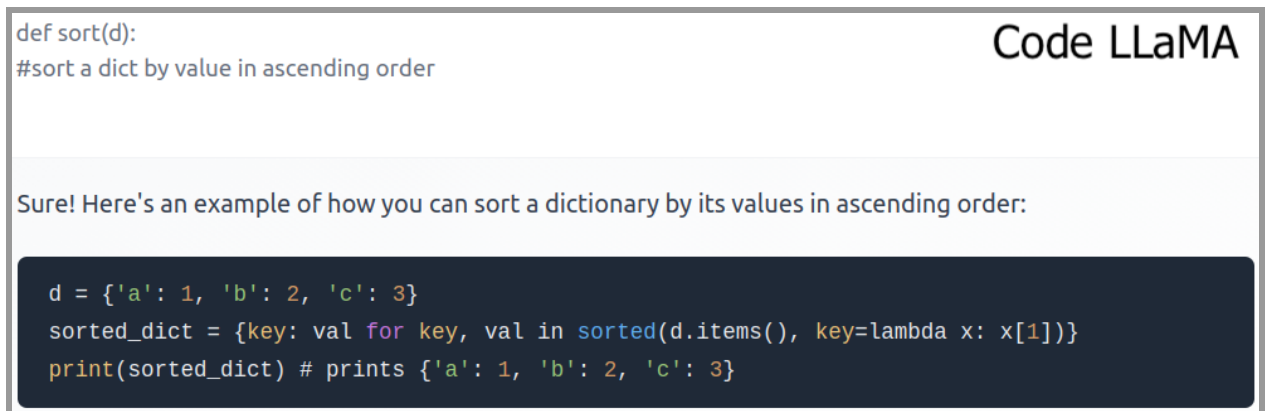 def sort(d):
Code LLaMA
#sort a dict by value in ascending order
Sure! Here's an example of how you can sort a dictionary by its values in ascending order:
d = {'a': 1, 'b': 2, 'c': 3}
sorted_dict = {key: val for key, val in sorted(d.items(), key=lambda x: x[1])}
print(sorted_dict) # prints {'a': 1, 'b': 2, 'c': 3}